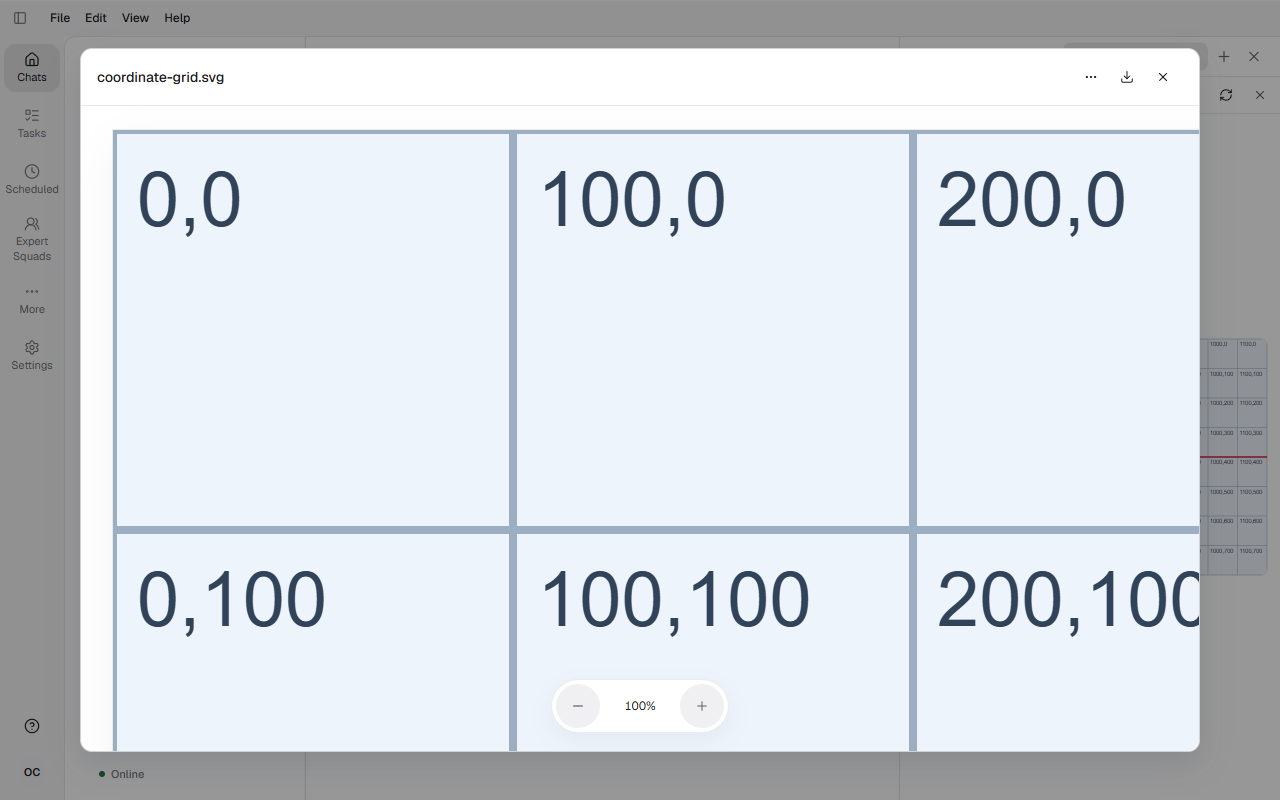 File Edit View Help
Chats
Tasks
Scheduled
Expert
Squads
More
Settings
OC
coordinate-grid.svg
0,0 100,0 200,0
0,100 100,100 200,100
100%
Online
1000,0 1100,0
1000,100 1100,100
1000,200 1100,200
1000,300 1100,300
1000,400 1100,400
1000,500 1100,500
1000,600 1100,600
1000,700 1100,700